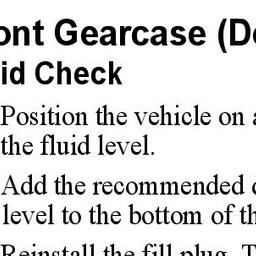 ont Gearcase (De
id Check
Position the vehicle on a
the fluid level.
Add the recommended
level to the bottom of th
Reinstall the fill plug. T